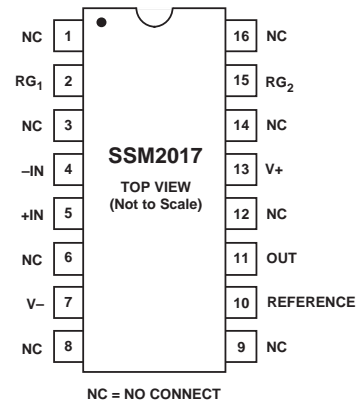 NC 1 16 NC
RG1 2 15 RG2
NC 3 14 NC
SSM2017
–IN 4 13 V+
TOP VIEW
(Not to Scale)
+IN 5 12 NC
NC 6 11 OUT
V– 7 10 REFERENCE
NC 8 9 NC
NC = NO CONNECT